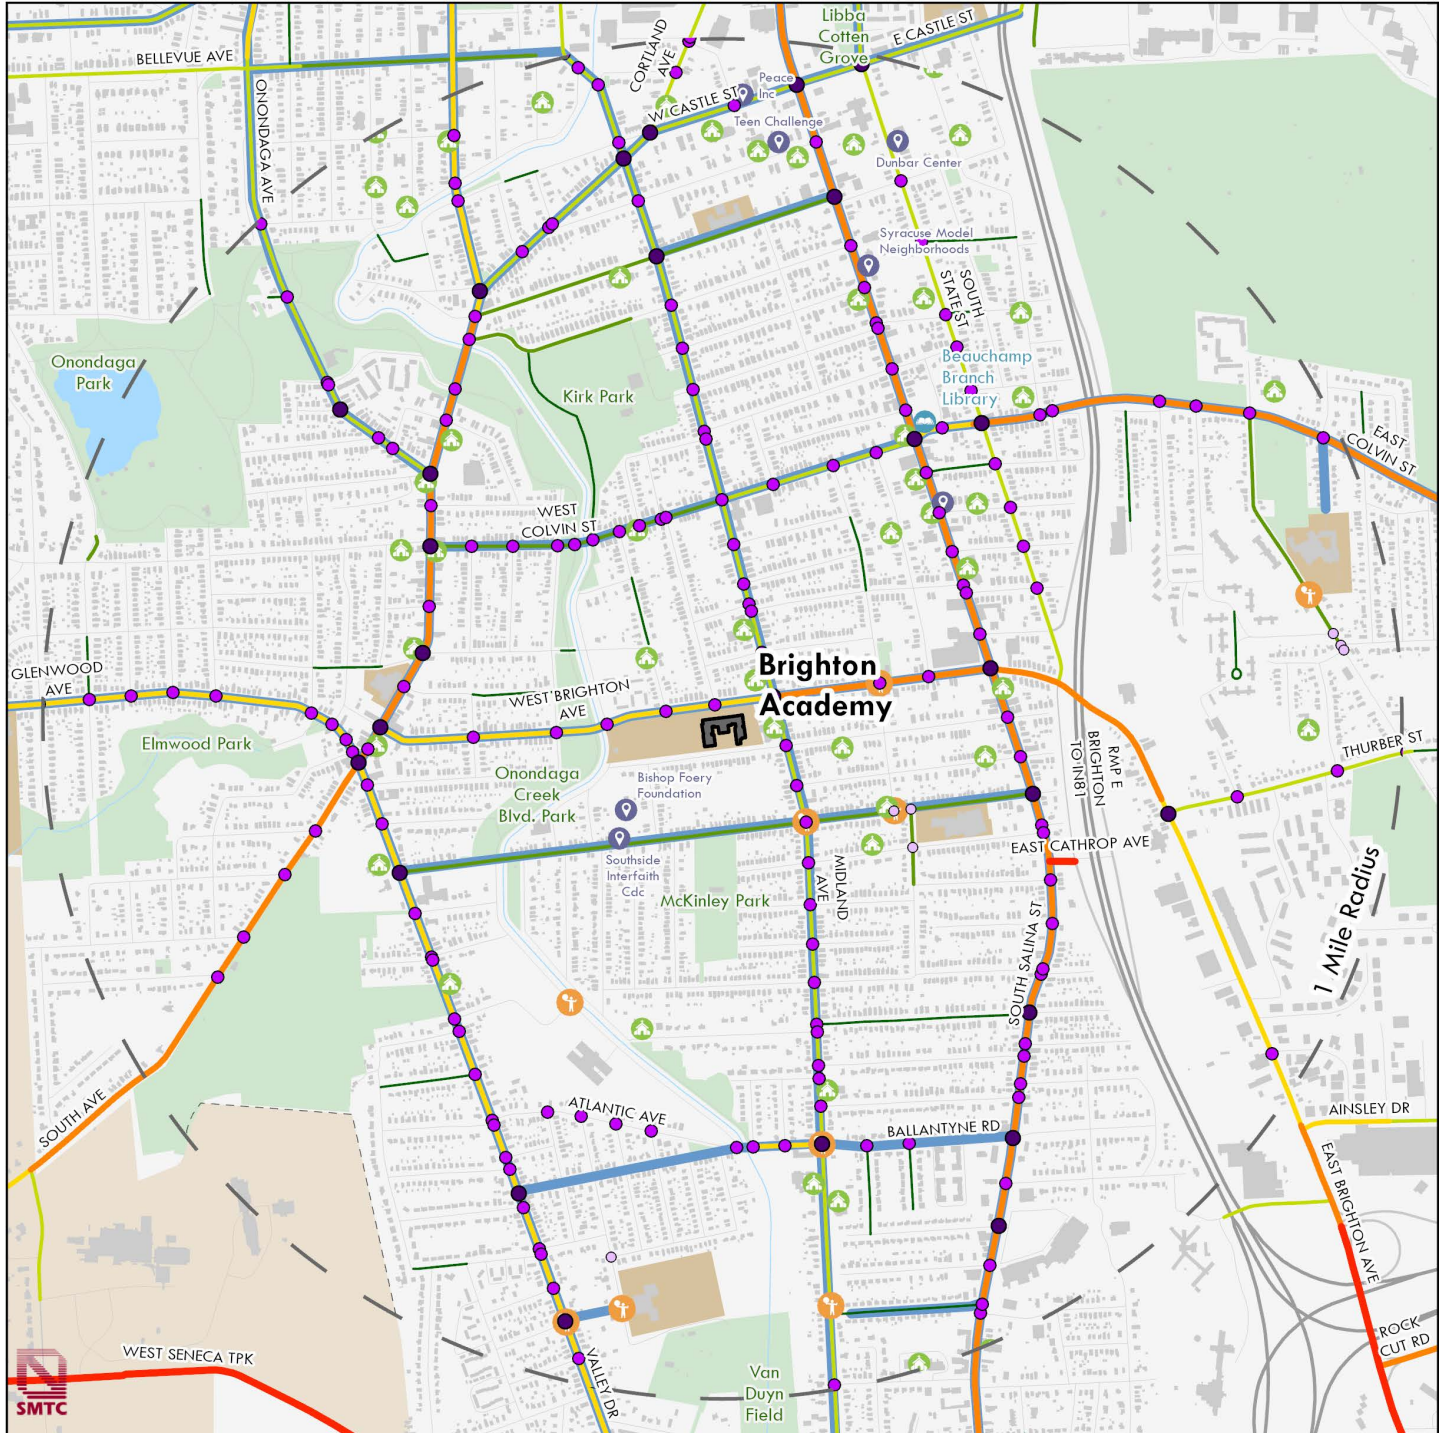 Libba
Cotten
Grove
E CASTLE ST
CORTLAND
AVE
BELLEVUE AVE
Peace
Inc
W CASTLE ST
ONONDAGA AVE
Teen Challenge
Dunbar Center
Syracuse Model
Neighborhoods
SOUTH
STATE ST
Onondaga
Park
Beauchamp
Branch
Library
Kirk Park
EAST
COLVIN ST
WEST
COLVIN ST
GLENWOOD
AVE
Brighton
Academy
WEST BRIGHTON
AVE
Elmwood Park
THURBER ST
RMP E
BRIGHTON
TO IN81
Onondaga
Creek
Blvd. Park
Bishop Foery
Foundation
EAST CATHROP AVE
Southside
Interfaith
Cdc
MIDLAND
AVE
McKinley Park
1 Mile Radius
SOUTH SALINA ST
SOUTH AVE
ATLANTIC AVE
BALLANTYNE RD
AINSLEY DR
EAST BRIGHTON AVE
ROCK
CUT RD
WEST SENECA TPK
VALLEY DR
Van
Duyn
Field
SMTC